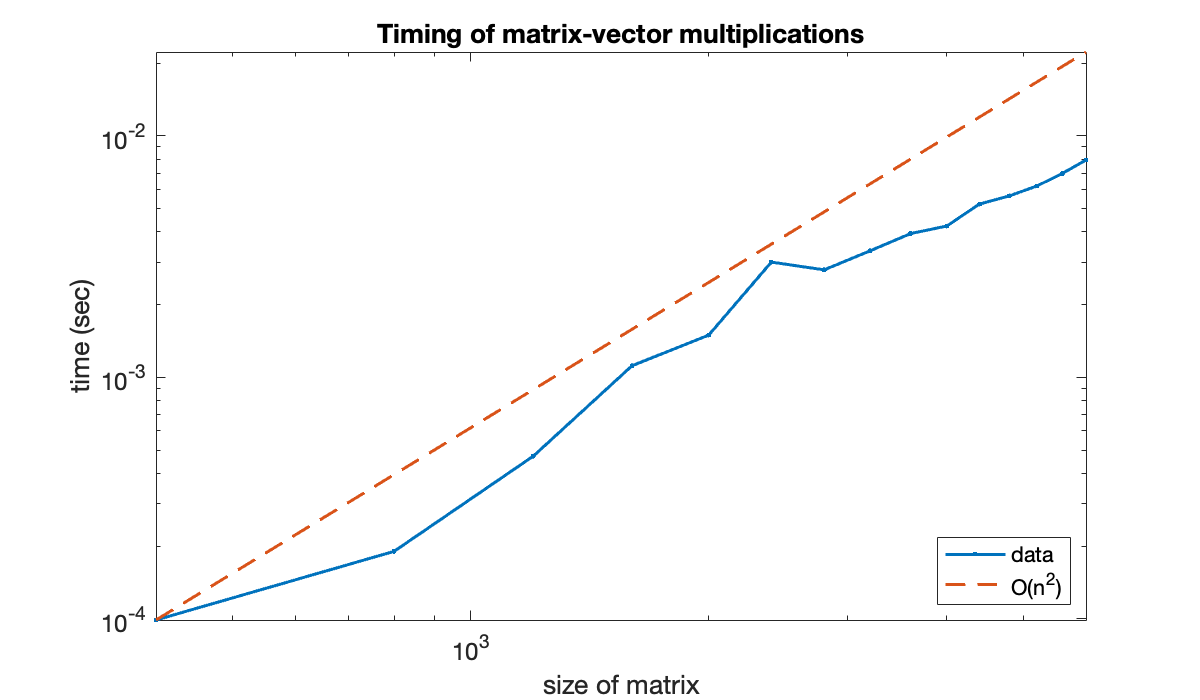 Timing of matrix-vector multiplications
10^-2
10^-3
10^-4
time (sec)
10^3
size of matrix
data
O(n^2)